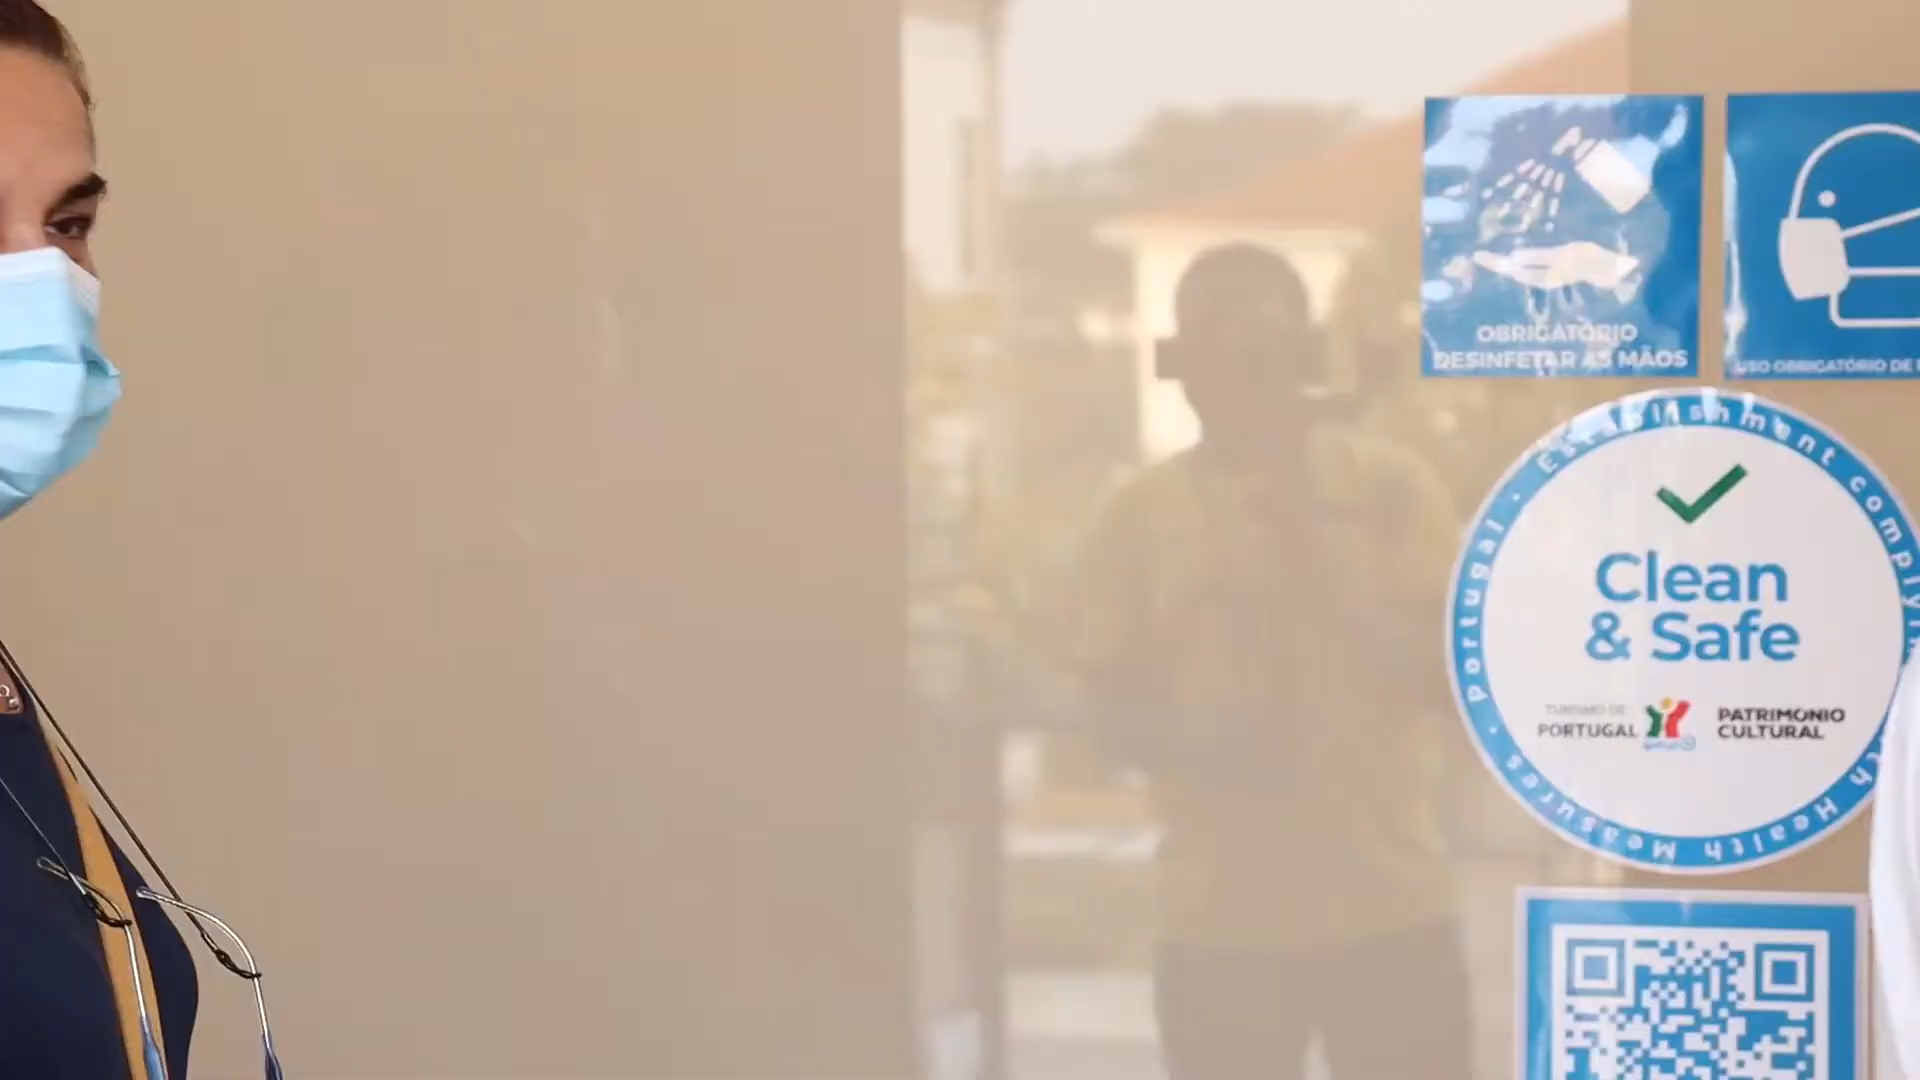 OBRIGATÓRIO
DESINFETAR AS MÃOS
USO OBRIGATÓRIO DE
Portugal · Establishment comply
Clean
& Safe
TURISMO DE
PORTUGAL
PATRIMONIO
CULTURAL
th Health Measures ·